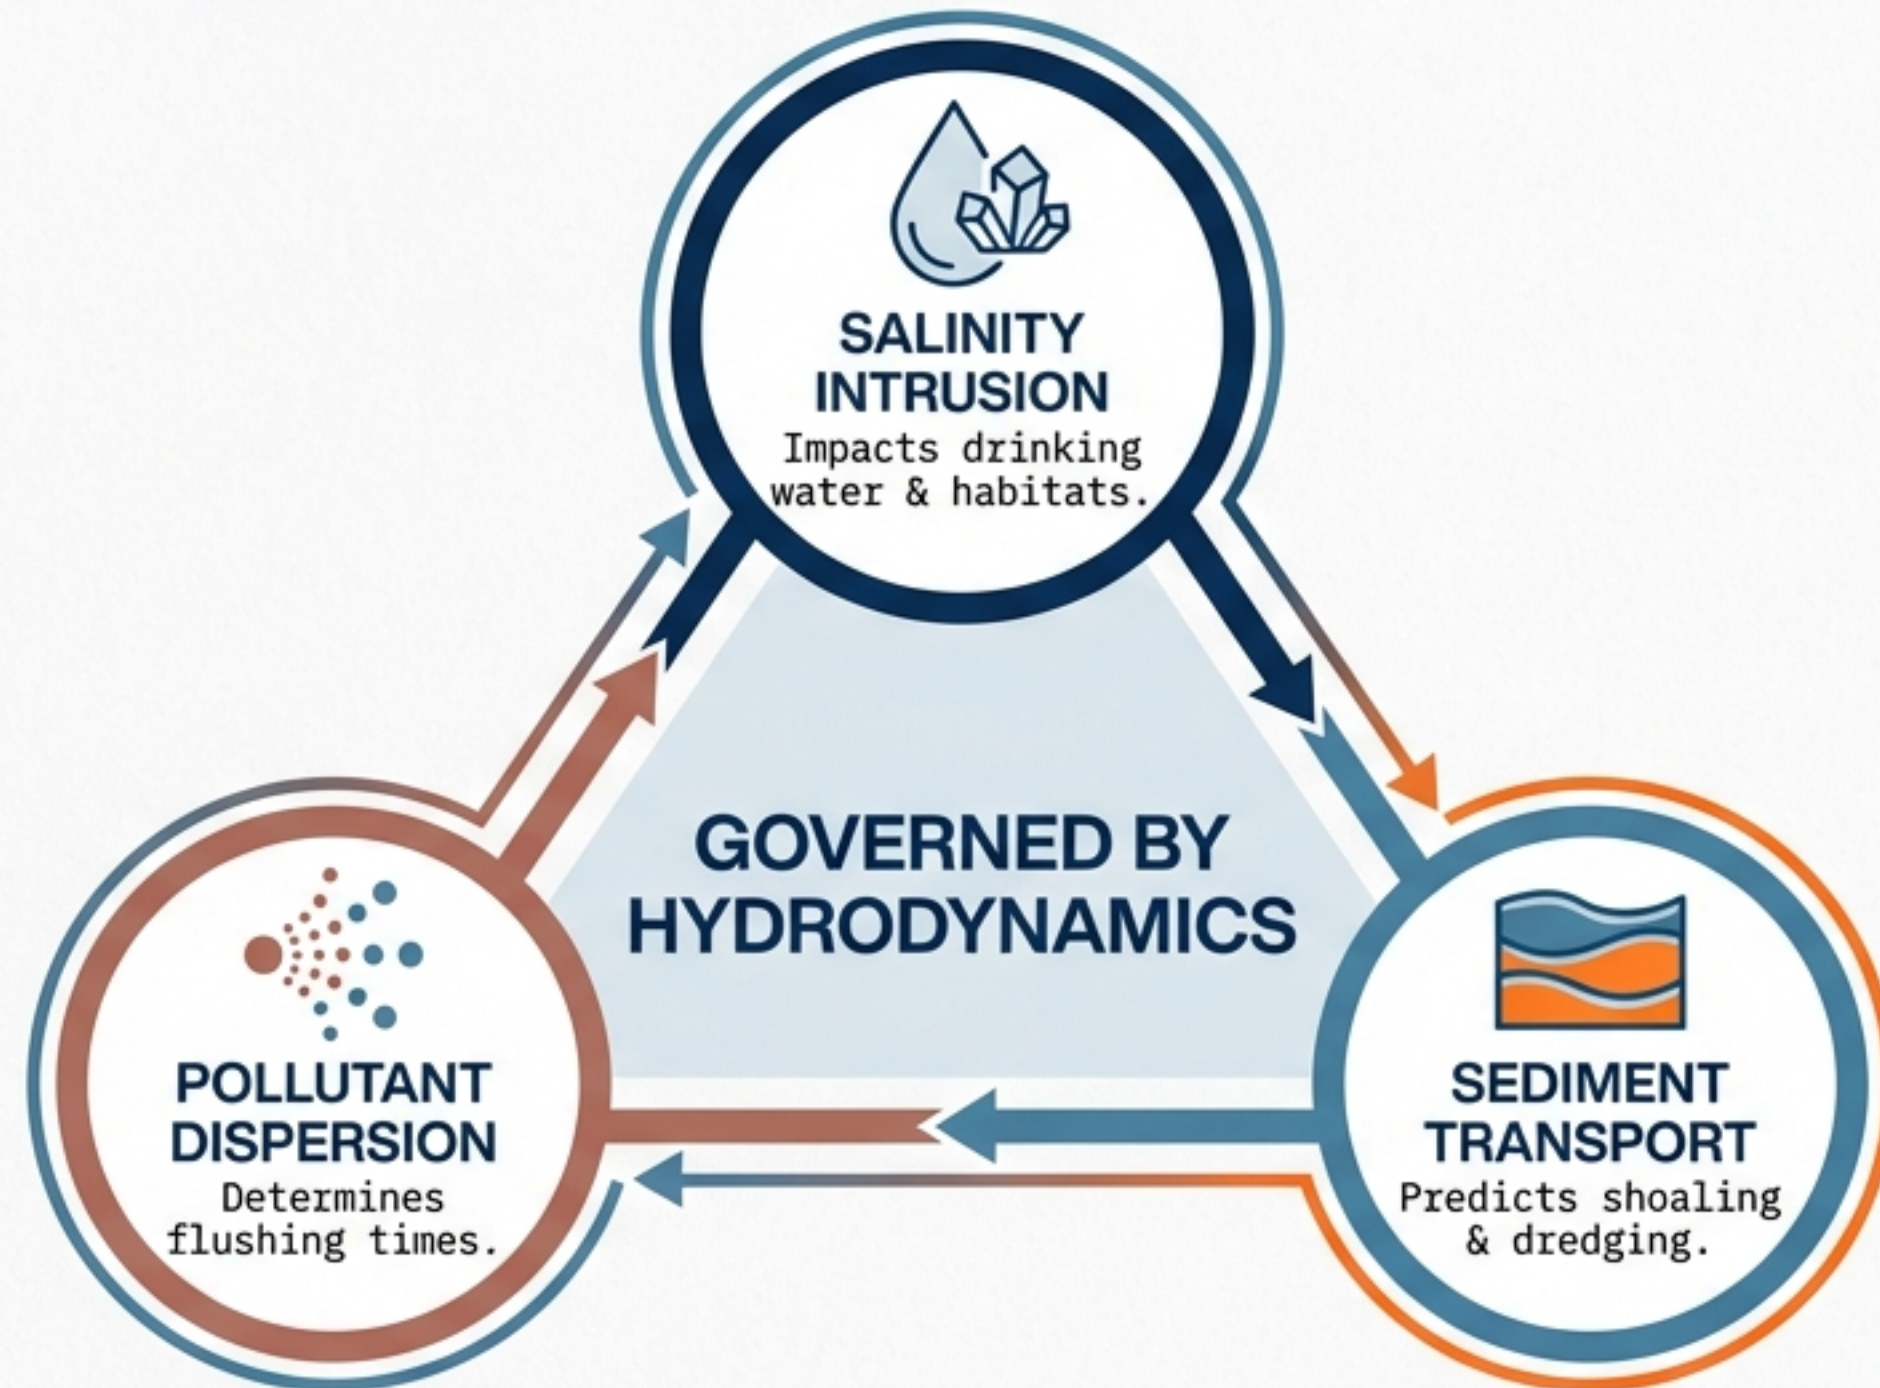 SALINITY
INTRUSION
Impacts drinking
water & habitats.
GOVERNED BY
HYDRODYNAMICS
POLLUTANT
DISPERSION
Determines
flushing times.
SEDIMENT
TRANSPORT
Predicts shoaling
& dredging.